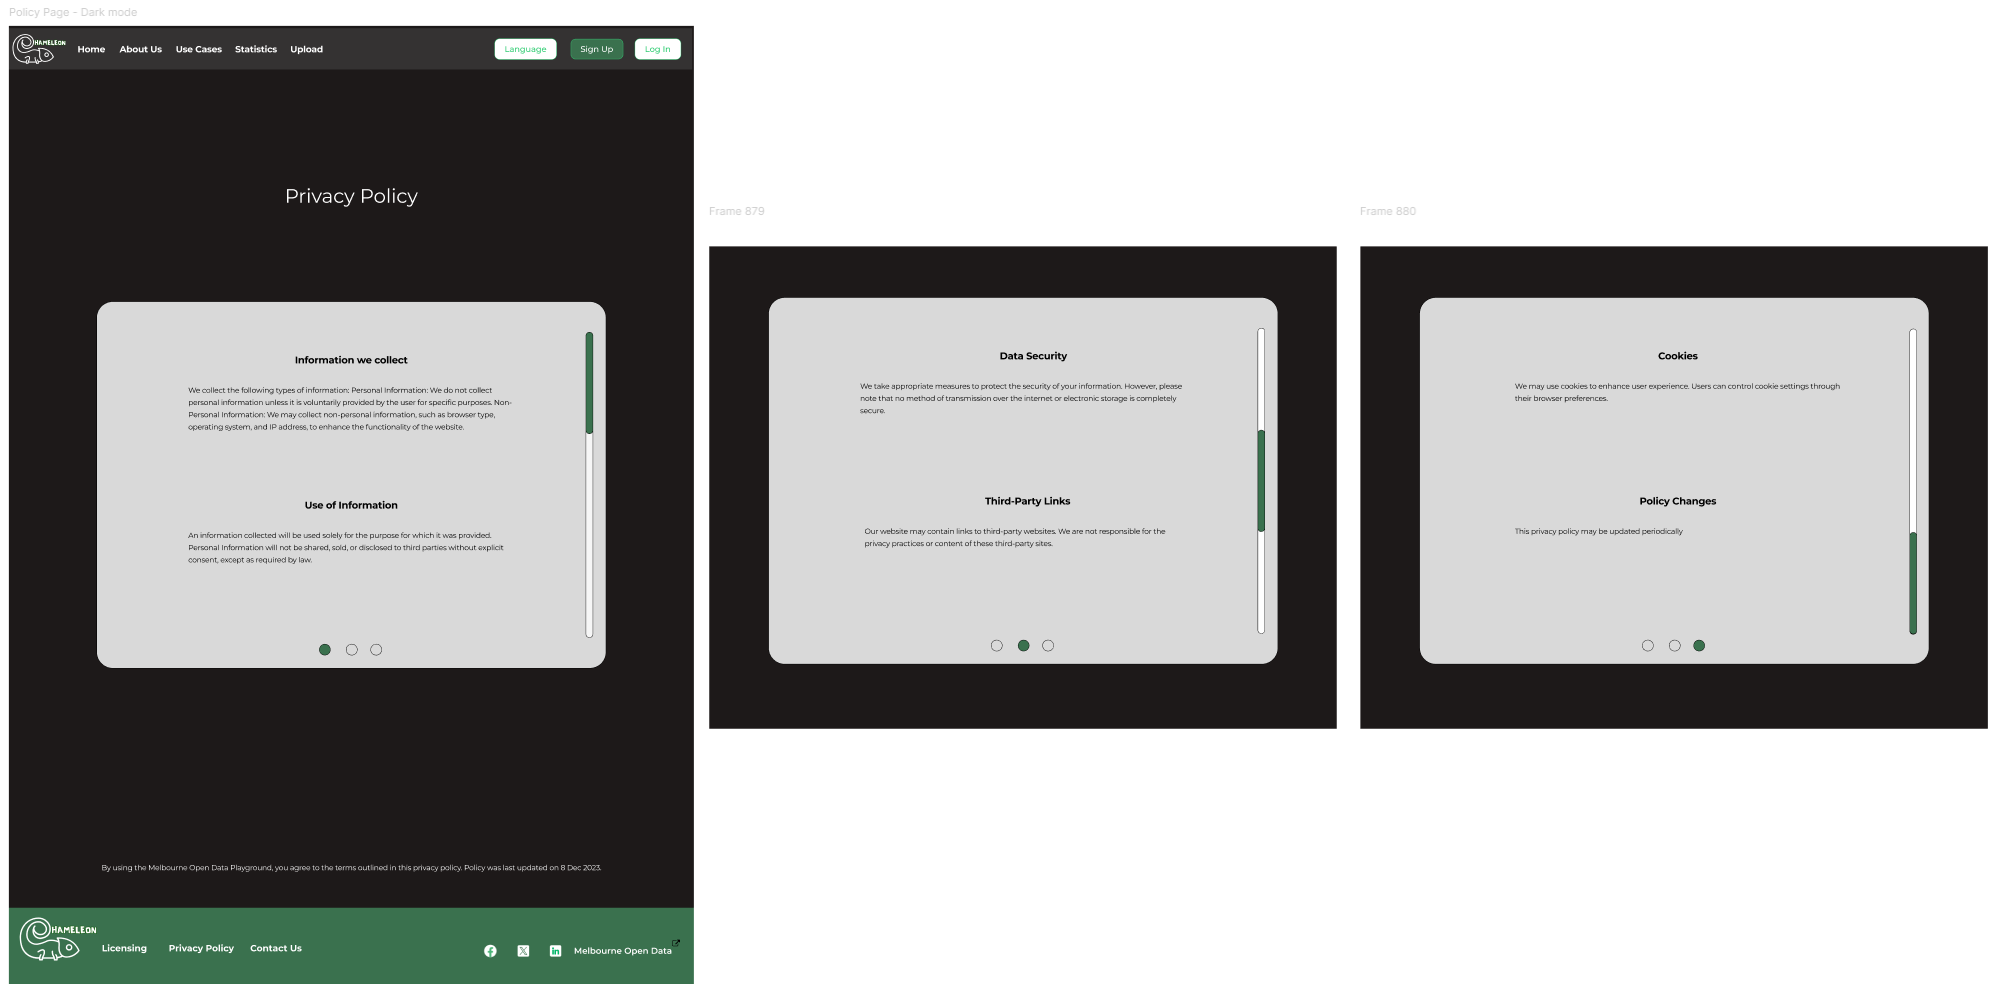 Policy Page - Dark mode
HAMELEON
Home
About Us
Use Cases
Statistics
Upload
Language
Sign Up
Log In
Privacy Policy
Information we collect
We collect the following types of information: Personal Information: We do not collect
personal information unless it is voluntarily provided by the user for specific purposes. Non-
Personal Information: We may collect non-personal information, such as browser type,
operating system, and IP address, to enhance the functionality of the website.
Use of Information
An information collected will be used solely for the purpose for which it was provided.
Personal Information will not be shared, sold, or disclosed to third parties without explicit
consent, except as required by law.
By using the Melbourne Open Data Playground, you agree to the terms outlined in this privacy policy. Policy was last updated on 8 Dec 2023.
HAMELEON
Licensing
Privacy Policy
Contact Us
Melbourne Open Data
Frame 879
Data Security
We take appropriate measures to protect the security of your information. However, please
note that no method of transmission over the internet or electronic storage is completely
secure.
Third-Party Links
Our website may contain links to third-party websites. We are not responsible for the
privacy practices or content of these third-party sites.
Frame 880
Cookies
We may use cookies to enhance user experience. Users can control cookie settings through
their browser preferences.
Policy Changes
This privacy policy may be updated periodically